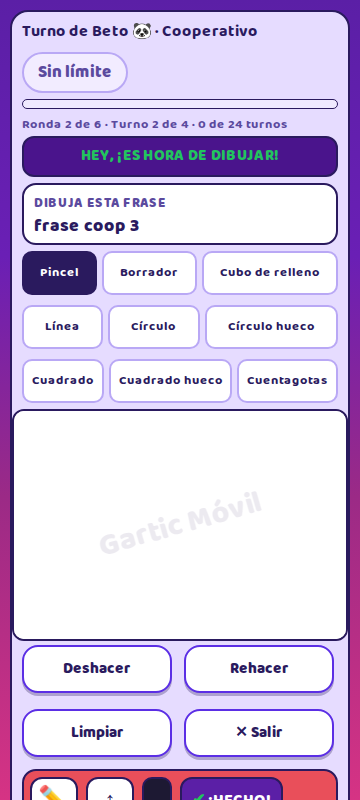 Turno de Beto 🐼 · Cooperativo
Sin límite
Ronda 2 de 6 · Turno 2 de 4 · 0 de 24 turnos
HEY, ¡ES HORA DE DIBUJAR!
DIBUJA ESTA FRASE
frase coop 3
Pincel
Borrador
Cubo de relleno
Línea
Círculo
Círculo hueco
Cuadrado
Cuadrado hueco
Cuentagotas
Gartic Móvil
Deshacer
Rehacer
Limpiar
✕ Salir
✔ ¡HECHO!